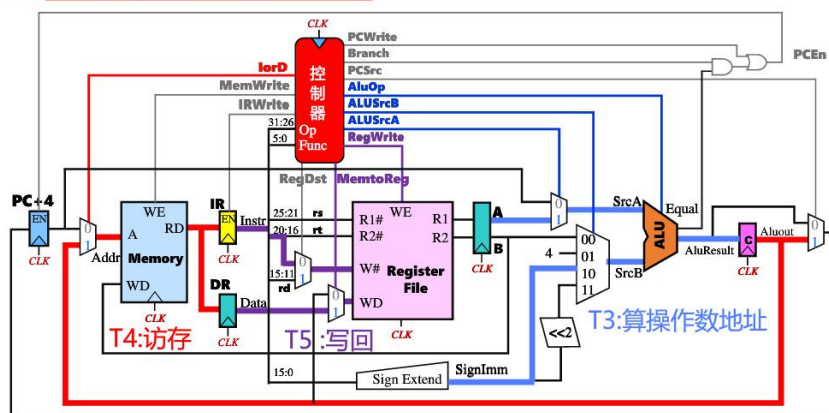 CLK
PCWrite
Branch
PCEn
IorD
PCSrc
MemWrite
控制器
AluOp
IRWrite
ALUSrcB
31:26
ALUSrcA
Op
5:0
Func
RegWrite
RegDst
MemtoReg
PC+4
EN
CLK
0
1
Addr
WE
A
RD
Memory
WD
CLK
IR
EN
Instr
CLK
25:21
rs
20:16
rt
15:11
rd
0
1
DR
Data
CLK
0
1
WE
R1#
R1
R2#
R2
W#
Register
File
WD
CLK
A
B
CLK
0
1
SrcA
4
00
01
10
11
SrcB
ALU
Equal
AluResult
C
CLK
Aluout
0
1
<<2
T4:访存
T5 :写回
T3:算操作数地址
15:0
Sign Extend
SignImm